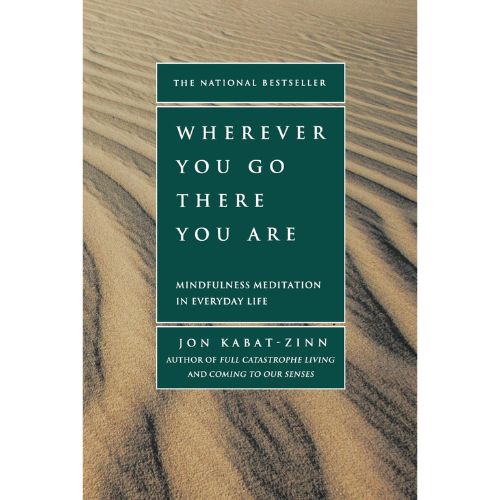 THE NATIONAL BESTSELLER
WHEREVER
YOU GO
THERE
YOU ARE
MINDFULNESS MEDITATION
IN EVERYDAY LIFE
JON KABAT-ZINN
AUTHOR OF FULL CATASTROPHE LIVING
AND COMING TO OUR SENSES